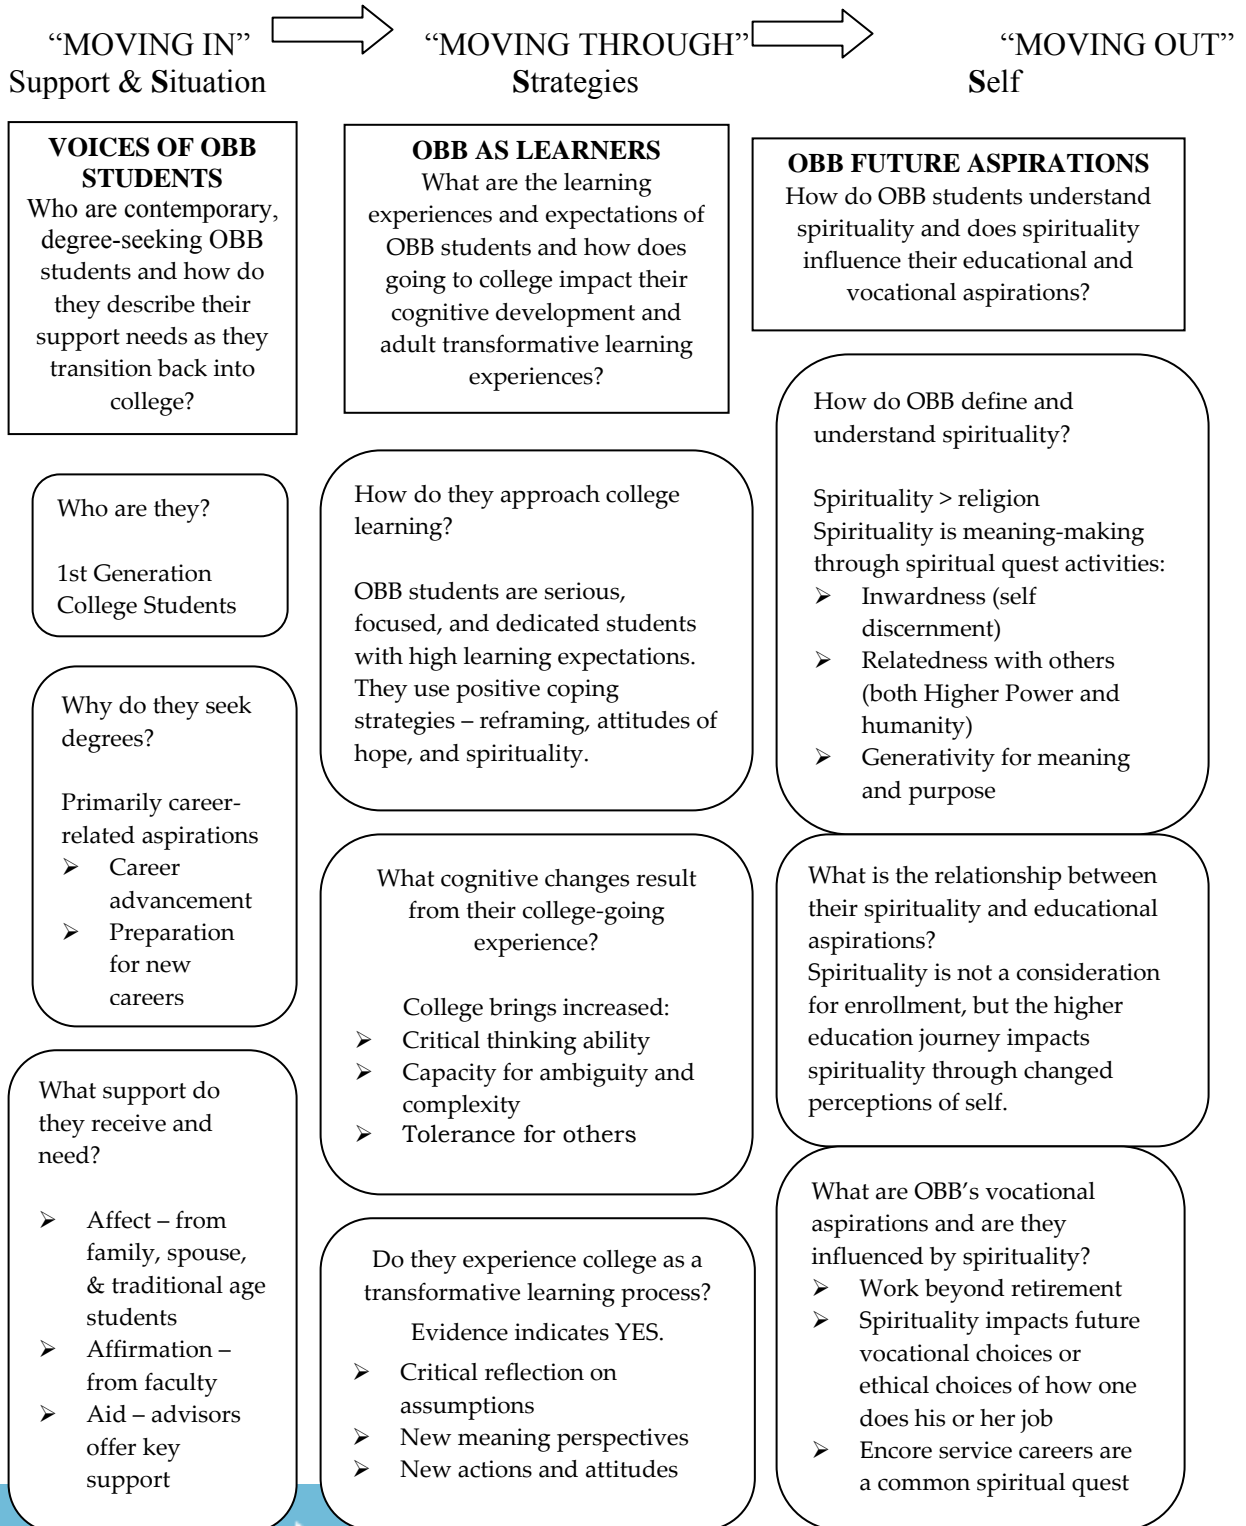 “MOVING IN”
Support & Situation
“MOVING THROUGH”
Strategies
“MOVING OUT”
Self
VOICES OF OBB
STUDENTS
Who are contemporary,
degree-seeking OBB
students and how do
they describe their
support needs as they
transition back into
college?
Who are they?
1st Generation
College Students
Why do they seek
degrees?
Primarily career-
related aspirations
➢ Career
advancement
➢ Preparation
for new
careers
What support do
they receive and
need?
➢ Affect – from
family, spouse,
& traditional age
students
➢ Affirmation –
from faculty
➢ Aid – advisors
offer key
support
OBB AS LEARNERS
What are the learning
experiences and expectations of
OBB students and how does
going to college impact their
cognitive development and
adult transformative learning
experiences?
How do they approach college
learning?
OBB students are serious,
focused, and dedicated students
with high learning expectations.
They use positive coping
strategies – reframing, attitudes of
hope, and spirituality.
What cognitive changes result
from their college-going
experience?
College brings increased:
➢ Critical thinking ability
➢ Capacity for ambiguity and
complexity
➢ Tolerance for others
Do they experience college as a
transformative learning process?
Evidence indicates YES.
➢ Critical reflection on
assumptions
➢ New meaning perspectives
➢ New actions and attitudes
OBB FUTURE ASPIRATIONS
How do OBB students understand
spirituality and does spirituality
influence their educational and
vocational aspirations?
How do OBB define and
understand spirituality?
Spirituality > religion
Spirituality is meaning-making
through spiritual quest activities:
➢ Inwardness (self
discernment)
➢ Relatedness with others
(both Higher Power and
humanity)
➢ Generativity for meaning
and purpose
What is the relationship between
their spirituality and educational
aspirations?
Spirituality is not a consideration
for enrollment, but the higher
education journey impacts
spirituality through changed
perceptions of self.
What are OBB’s vocational
aspirations and are they
influenced by spirituality?
➢ Work beyond retirement
➢ Spirituality impacts future
vocational choices or
ethical choices of how one
does his or her job
➢ Encore service careers are
a common spiritual quest